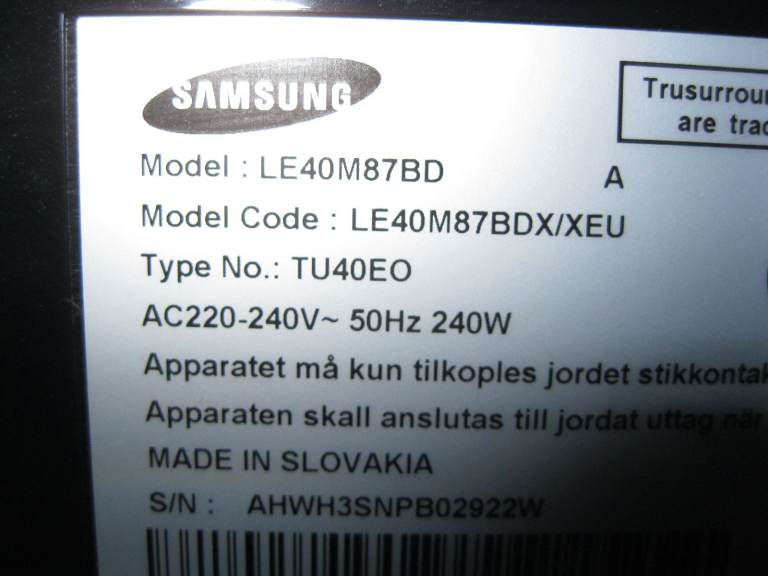 SAMSUNG
Trusurrou
are trad
Model : LE40M87BD A
Model Code : LE40M87BDX/XEU
Type No.: TU40EO
AC220-240V~ 50Hz 240W
Apparatet må kun tilkoples jordet stikkontak
Apparaten skall anslutas till jordat uttag när
MADE IN SLOVAKIA
S/N : AHWH3SNPB02922W